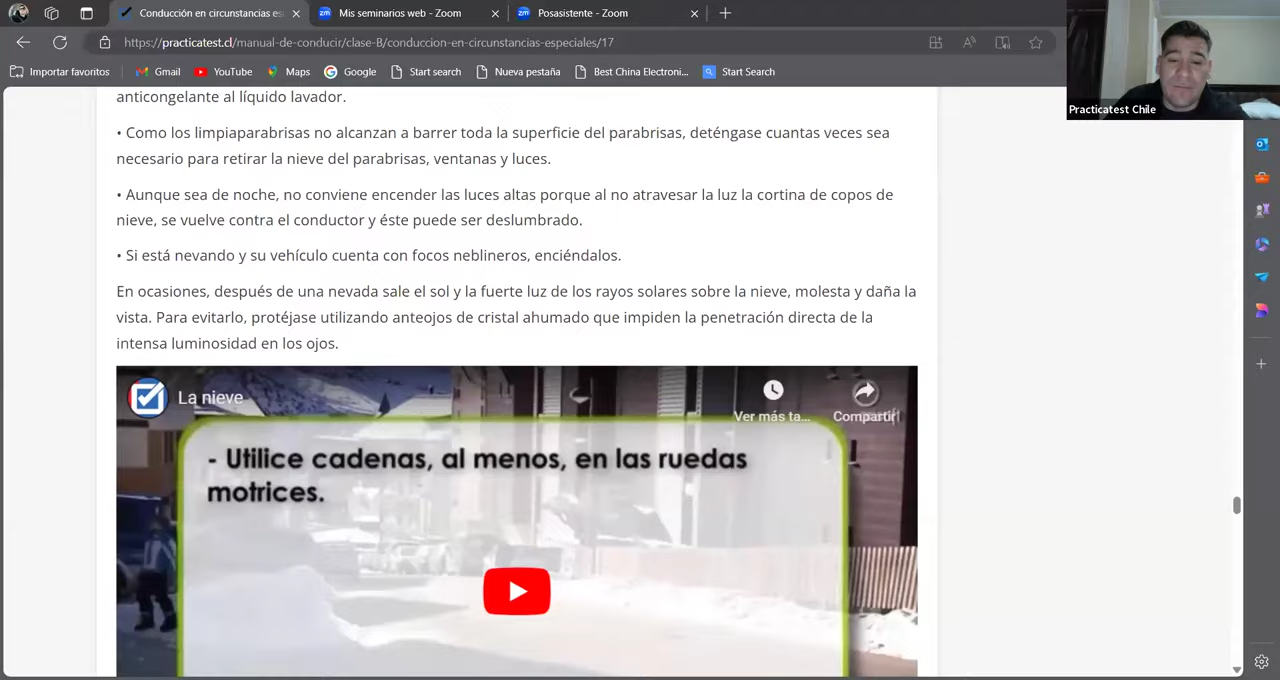 Conducción en circunstancias es
Mis seminarios web - Zoom
Posasistente - Zoom
https://practicatest.cl/manual-de-conducir/clase-B/conduccion-en-circunstancias-especiales/17
Importar favoritos
Gmail
YouTube
Maps
Google
Start search
Nueva pestaña
Best China Electroni...
Start Search
Practicatest Chile
anticongelante al líquido lavador.
• Como los limpiaparabrisas no alcanzan a barrer toda la superficie del parabrisas, deténgase cuantas veces sea
necesario para retirar la nieve del parabrisas, ventanas y luces.
• Aunque sea de noche, no conviene encender las luces altas porque al no atravesar la luz la cortina de copos de
nieve, se vuelve contra el conductor y éste puede ser deslumbrado.
• Si está nevando y su vehículo cuenta con focos neblineros, enciéndalos.
En ocasiones, después de una nevada sale el sol y la fuerte luz de los rayos solares sobre la nieve, molesta y daña la
vista. Para evitarlo, protéjase utilizando anteojos de cristal ahumado que impiden la penetración directa de la
intensa luminosidad en los ojos.
La nieve
Ver más ta...
Compartir
- Utilice cadenas, al menos, en las ruedas
motrices.